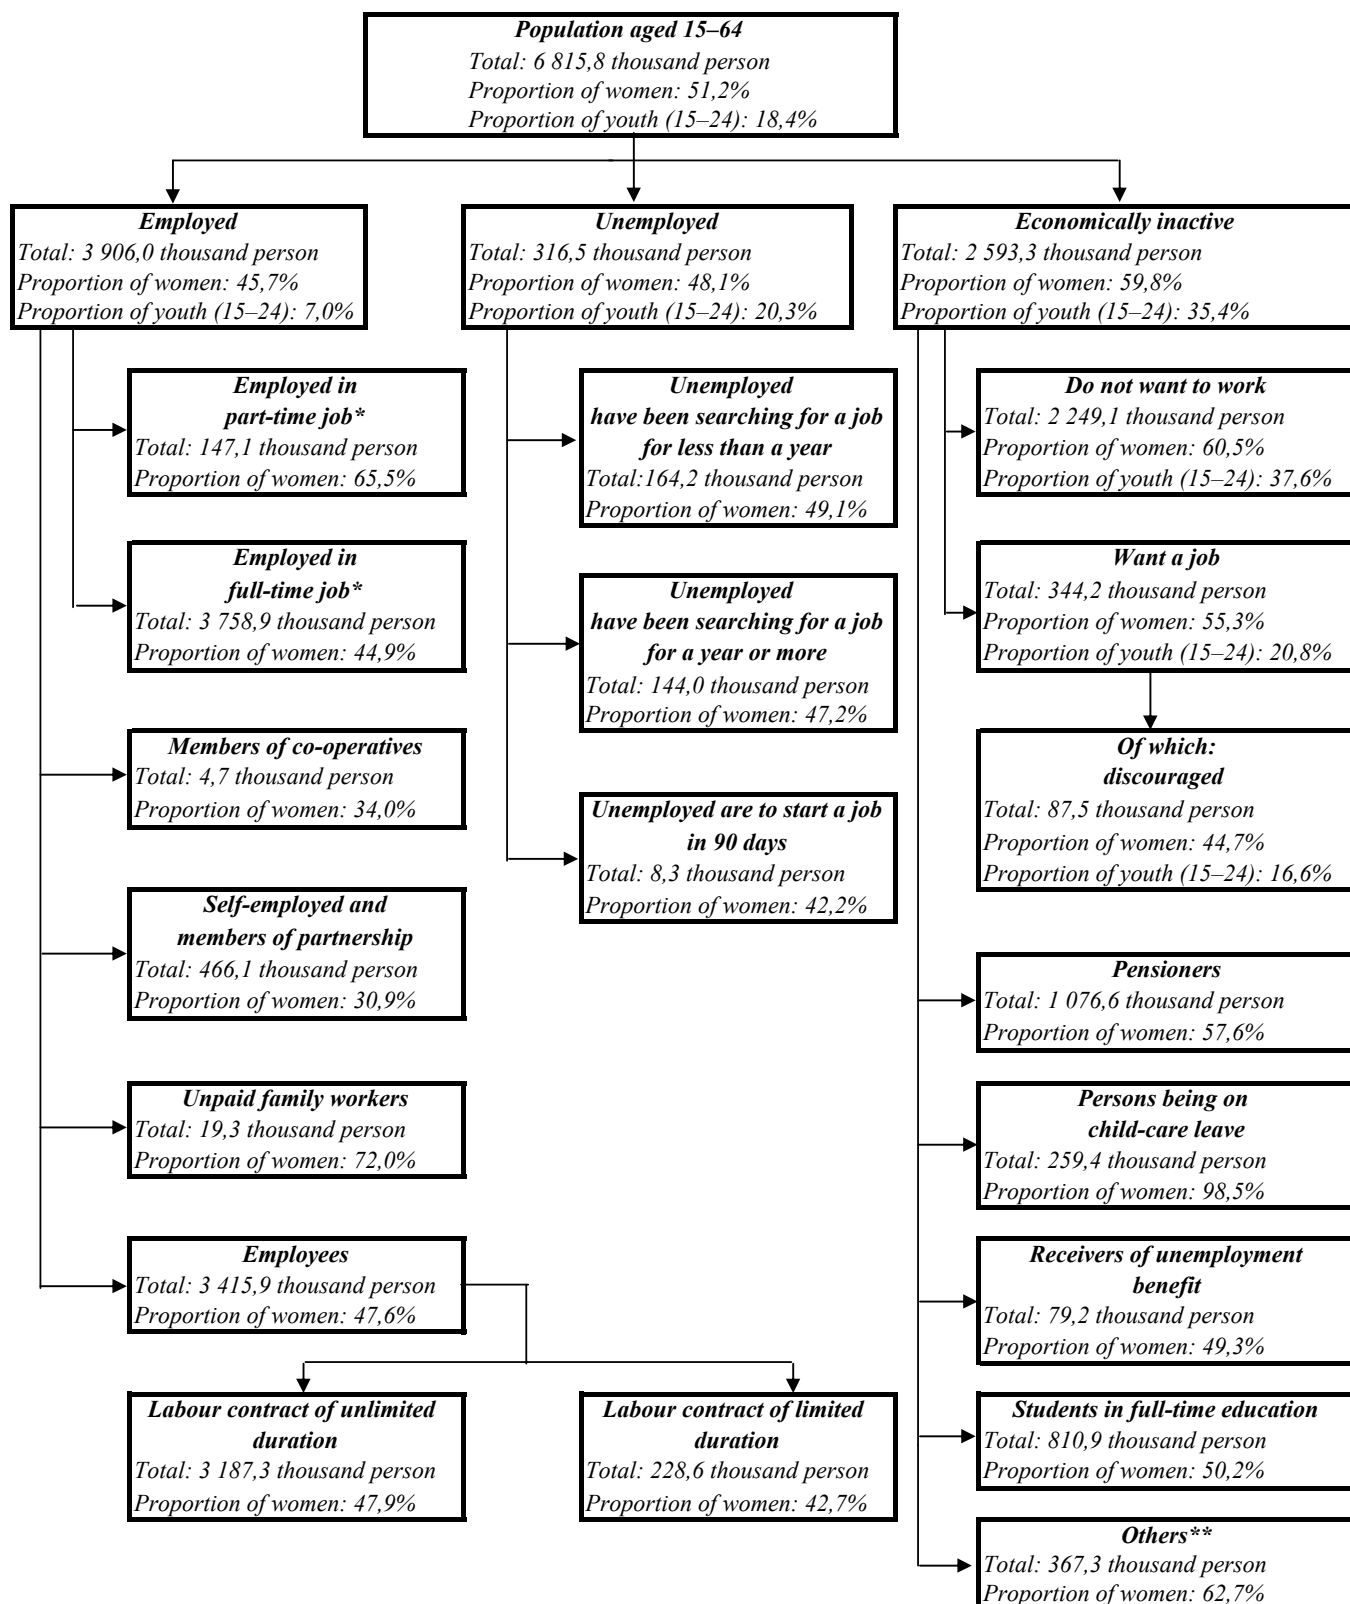 Population aged 15–64
Total: 6 815,8 thousand person
Proportion of women: 51,2%
Proportion of youth (15–24): 18,4%
Employed
Total: 3 906,0 thousand person
Proportion of women: 45,7%
Proportion of youth (15–24): 7,0%
Unemployed
Total: 316,5 thousand person
Proportion of women: 48,1%
Proportion of youth (15–24): 20,3%
Economically inactive
Total: 2 593,3 thousand person
Proportion of women: 59,8%
Proportion of youth (15–24): 35,4%
Employed in
part-time job*
Total: 147,1 thousand person
Proportion of women: 65,5%
Employed in
full-time job*
Total: 3 758,9 thousand person
Proportion of women: 44,9%
Members of co-operatives
Total: 4,7 thousand person
Proportion of women: 34,0%
Self-employed and
members of partnership
Total: 466,1 thousand person
Proportion of women: 30,9%
Unpaid family workers
Total: 19,3 thousand person
Proportion of women: 72,0%
Employees
Total: 3 415,9 thousand person
Proportion of women: 47,6%
Labour contract of unlimited
duration
Total: 3 187,3 thousand person
Proportion of women: 47,9%
Labour contract of limited
duration
Total: 228,6 thousand person
Proportion of women: 42,7%
Unemployed
have been searching for a job
for less than a year
Total:164,2 thousand person
Proportion of women: 49,1%
Unemployed
have been searching for a job
for a year or more
Total: 144,0 thousand person
Proportion of women: 47,2%
Unemployed are to start a job
in 90 days
Total: 8,3 thousand person
Proportion of women: 42,2%
Do not want to work
Total: 2 249,1 thousand person
Proportion of women: 60,5%
Proportion of youth (15–24): 37,6%
Want a job
Total: 344,2 thousand person
Proportion of women: 55,3%
Proportion of youth (15–24): 20,8%
Of which:
discouraged
Total: 87,5 thousand person
Proportion of women: 44,7%
Proportion of youth (15–24): 16,6%
Pensioners
Total: 1 076,6 thousand person
Proportion of women: 57,6%
Persons being on
child-care leave
Total: 259,4 thousand person
Proportion of women: 98,5%
Receivers of unemployment
benefit
Total: 79,2 thousand person
Proportion of women: 49,3%
Students in full-time education
Total: 810,9 thousand person
Proportion of women: 50,2%
Others**
Total: 367,3 thousand person
Proportion of women: 62,7%